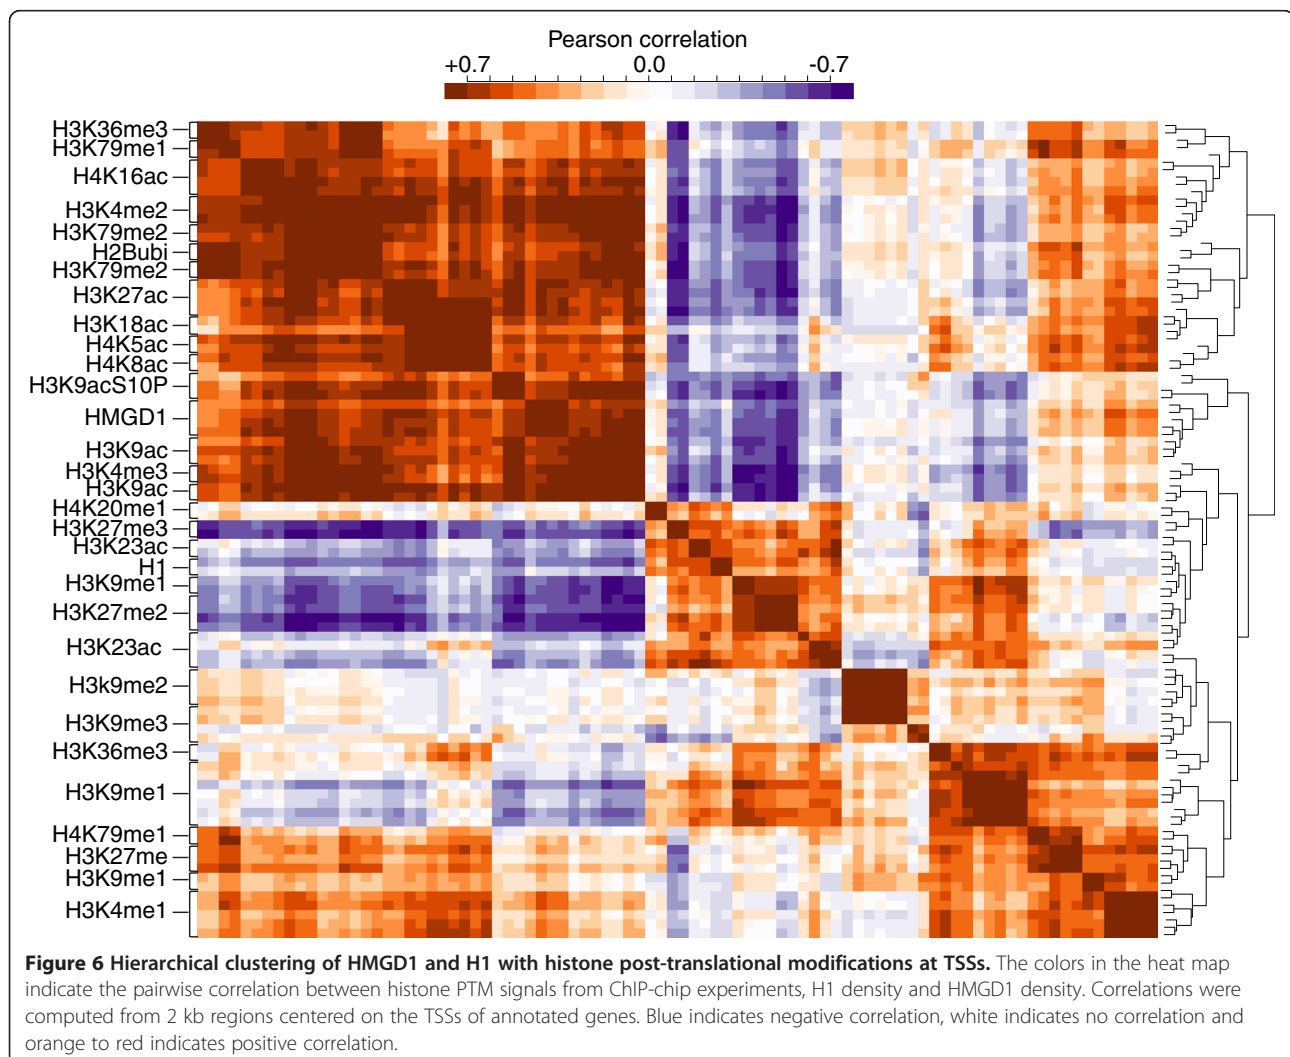 Pearson correlation
+0.7 0.0 -0.7
H3K36me3
H3K79me1
H4K16ac
H3K4me2
H3K79me2
H2Bubi
H3K79me2
H3K27ac
H3K18ac
H4K5ac
H4K8ac
H3K9acS10P
HMGD1
H3K9ac
H3K4me3
H3K9ac
H4K20me1
H3K27me3
H3K23ac
H1
H3K9me1
H3K27me2
H3K23ac
H3k9me2
H3K9me3
H3K36me3
H3K9me1
H4K79me1
H3K27me
H3K9me1
H3K4me1
Figure 6 Hierarchical clustering of HMGD1 and H1 with histone post-translational modifications at TSSs. The colors in the heat map
indicate the pairwise correlation between histone PTM signals from ChIP-chip experiments, H1 density and HMGD1 density. Correlations were
computed from 2 kb regions centered on the TSSs of annotated genes. Blue indicates negative correlation, white indicates no correlation and
orange to red indicates positive correlation.